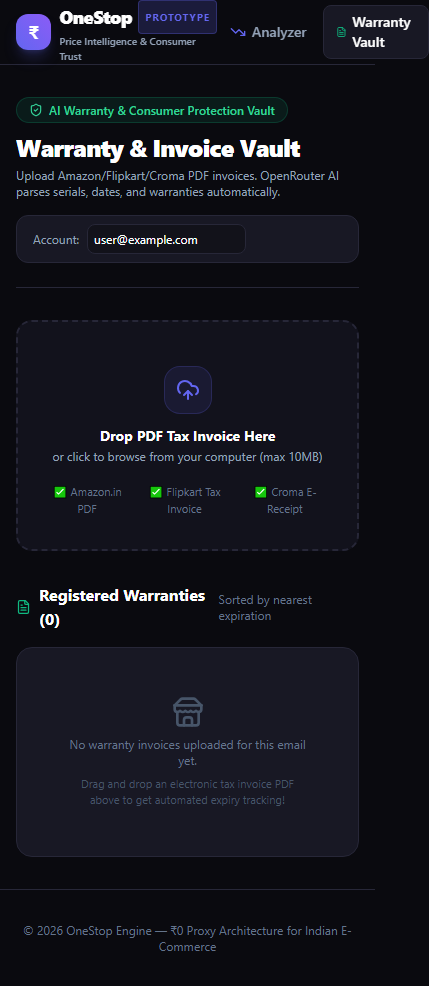 ₹
OneStop
PROTOTYPE
Price Intelligence & Consumer
Trust
Analyzer
Warranty
Vault
AI Warranty & Consumer Protection Vault
Warranty & Invoice Vault
Upload Amazon/Flipkart/Croma PDF invoices. OpenRouter AI
parses serials, dates, and warranties automatically.
Account: user@example.com
Drop PDF Tax Invoice Here
or click to browse from your computer (max 10MB)
✅ Amazon.in
PDF
✅ Flipkart Tax
Invoice
✅ Croma E-
Receipt
Registered Warranties
(0)
Sorted by nearest
expiration
No warranty invoices uploaded for this email
yet.
Drag and drop an electronic tax invoice PDF
above to get automated expiry tracking!
© 2026 OneStop Engine — ₹0 Proxy Architecture for Indian E-
Commerce